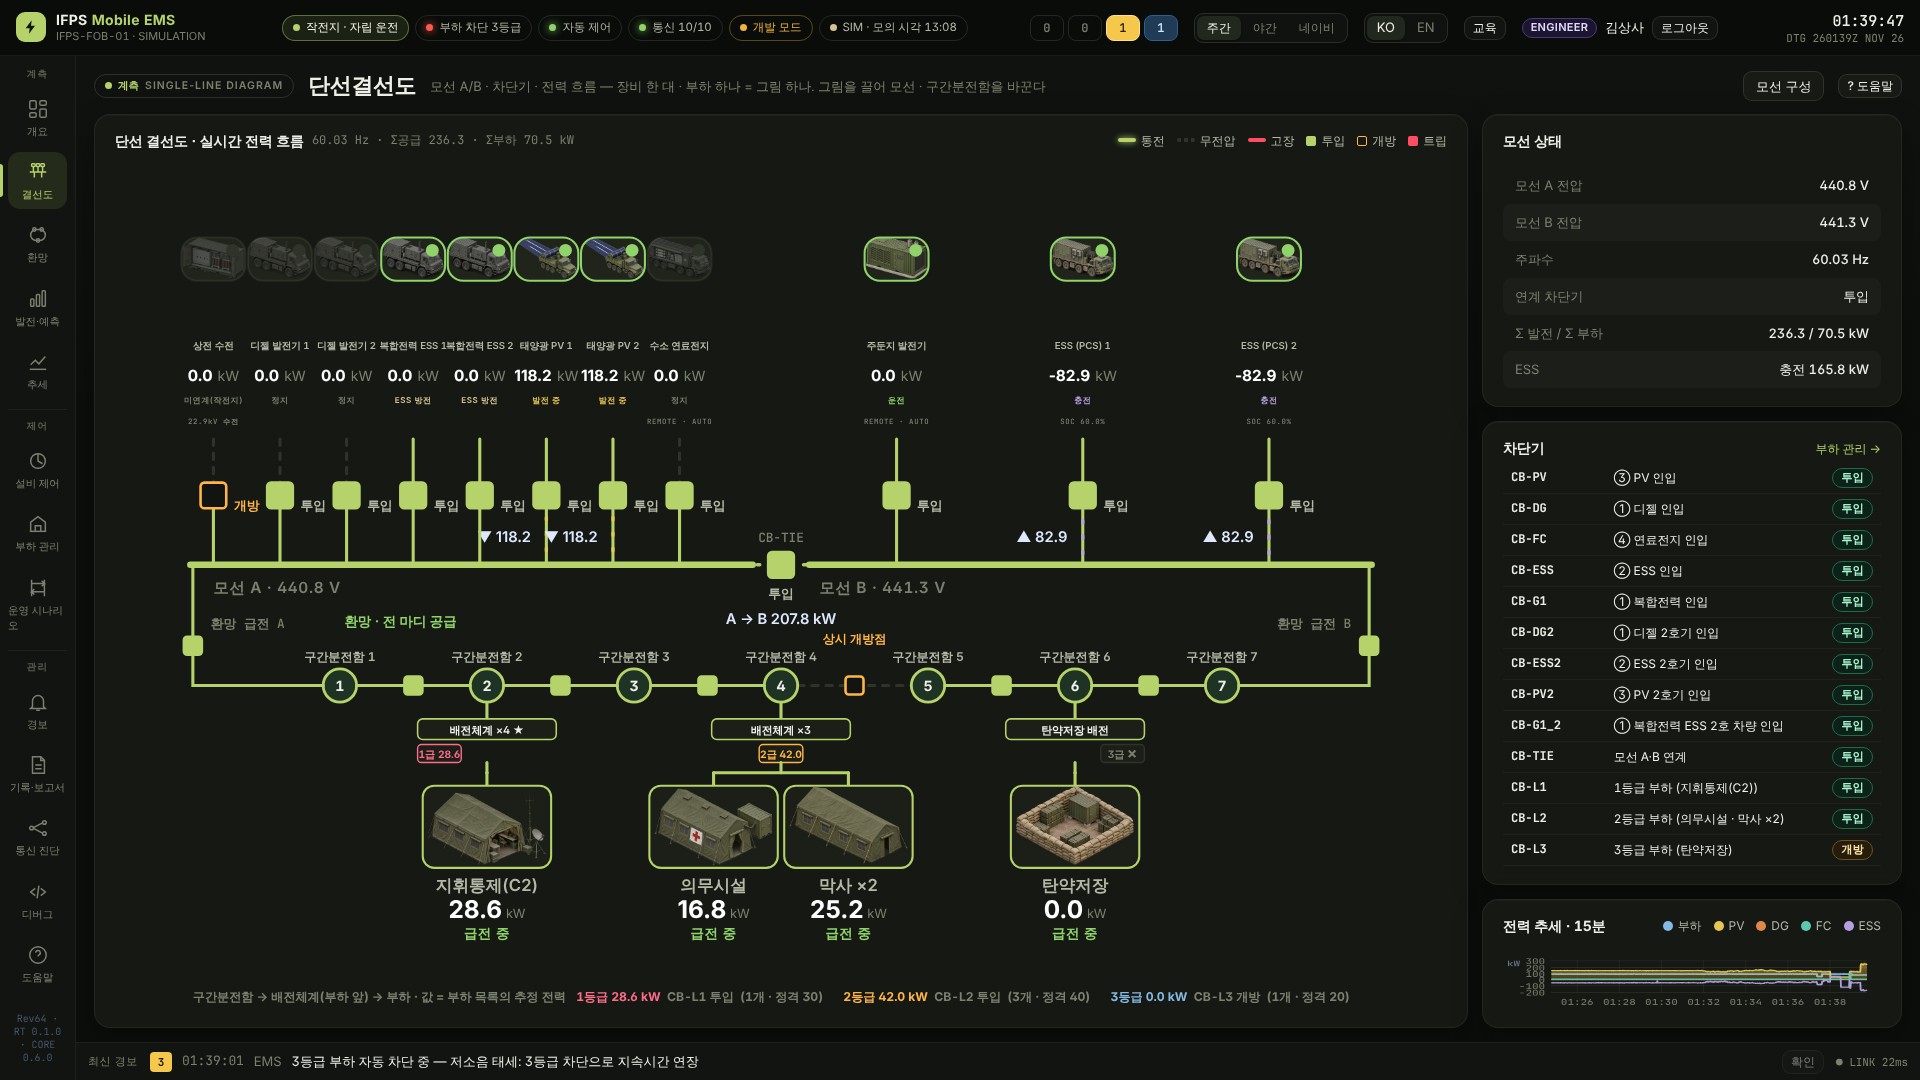 IFPS Mobile EMS
IFPS-FOB-01 · SIMULATION
작전지 · 자립 운전
부하 차단 3등급
자동 제어
통신 10/10
개발 모드
SIM · 모의 시각 13:08
0 0 1 1
주간 야간 네이비
KO EN
교육
ENGINEER 김상사 로그아웃
01:39:47
DTG 260139Z NOV 26
계측
개요
결선도
환망
발전·예측
추세
제어
설비 제어
부하 관리
운영 시나리오
관리
경보
기록·보고서
통신 진단
디버그
도움말
Rev64 ·
RT 0.1.0
· CORE
0.6.0
계측 SINGLE-LINE DIAGRAM
단선결선도
모선 A/B · 차단기 · 전력 흐름 — 장비 한 대 · 부하 하나 = 그림 하나. 그림을 끌어 모선 · 구간분전함을 바꾼다
모선 구성
? 도움말
단선 결선도 · 실시간 전력 흐름 60.03 Hz · Σ공급 236.3 · Σ부하 70.5 kW
통전 무전압 고장 투입 개방 트립
상전 수전 디젤 발전기 1 디젤 발전기 2 복합전력 ESS 1 복합전력 ESS 2 태양광 PV 1 태양광 PV 2 수소 연료전지 주둔지 발전기 ESS (PCS) 1 ESS (PCS) 2
0.0 kW 0.0 kW 0.0 kW 0.0 kW 0.0 kW 118.2 kW 118.2 kW 0.0 kW 0.0 kW -82.9 kW -82.9 kW
미연계(작전지) 정지 정지 ESS 방전 ESS 방전 발전 중 발전 중 정지 운전 충전 충전
22.9kV 수전 REMOTE · AUTO REMOTE · AUTO SOC 60.0% SOC 60.0%
개방 투입 투입 투입 투입 투입 투입 투입 투입 투입 투입
▼ 118.2 ▼ 118.2 CB-TIE ▲ 82.9 ▲ 82.9
모선 A · 440.8 V 투입 모선 B · 441.3 V
환망 급전 A 환망 · 전 마디 공급 A → B 207.8 kW 환망 급전 B
상시 개방점
구간분전함 1 구간분전함 2 구간분전함 3 구간분전함 4 구간분전함 5 구간분전함 6 구간분전함 7
1 2 3 4 5 6 7
배전체계 ×4 ★ 배전체계 ×3 탄약저장 배전
1급 28.6 2급 42.0 3급 ✕
지휘통제(C2) 의무시설 막사 ×2 탄약저장
28.6 kW 16.8 kW 25.2 kW 0.0 kW
급전 중 급전 중 급전 중 급전 중
구간분전함 → 배전체계(부하 앞) → 부하 · 값 = 부하 목록의 추정 전력 1등급 28.6 kW CB-L1 투입 (1개 · 정격 30) 2등급 42.0 kW CB-L2 투입 (3개 · 정격 40) 3등급 0.0 kW CB-L3 개방 (1개 · 정격 20)
모선 상태
모선 A 전압 440.8 V
모선 B 전압 441.3 V
주파수 60.03 Hz
연계 차단기 투입
Σ 발전 / Σ 부하 236.3 / 70.5 kW
ESS 충전 165.8 kW
차단기 부하 관리 →
CB-PV ③ PV 인입 투입
CB-DG ① 디젤 인입 투입
CB-FC ④ 연료전지 인입 투입
CB-ESS ② ESS 인입 투입
CB-G1 ① 복합전력 인입 투입
CB-DG2 ① 디젤 2호기 인입 투입
CB-ESS2 ② ESS 2호기 인입 투입
CB-PV2 ③ PV 2호기 인입 투입
CB-G1_2 ① 복합전력 ESS 2호 차량 인입 투입
CB-TIE 모선 A·B 연계 투입
CB-L1 1등급 부하 (지휘통제(C2)) 투입
CB-L2 2등급 부하 (의무시설 · 막사 ×2) 투입
CB-L3 3등급 부하 (탄약저장) 개방
전력 추세 · 15분 부하 PV DG FC ESS
kW 300
200
100
0
-100
-200
01:26 01:28 01:30 01:32 01:34 01:36 01:38
최신 경보 3 01:39:01 EMS 3등급 부하 자동 차단 중 — 저소음 태세: 3등급 차단으로 지속시간 연장
확인 LINK 22ms